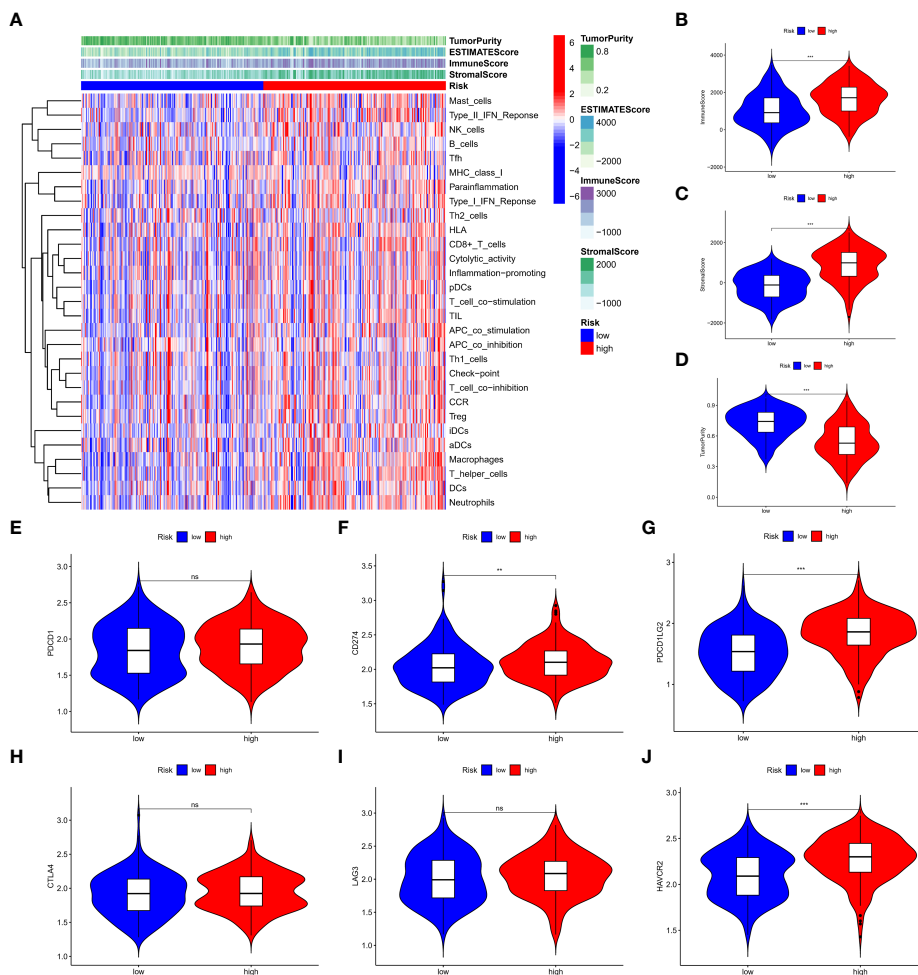 A
TumorPurity
ESTIMATEScore
ImmuneScore
StromalScore
Risk
Mast_cells
Type_II_IFN_Reponse
NK_cells
B_cells
Tfh
MHC_class_I
Parainflammation
Type_I_IFN_Reponse
Th2_cells
HLA
CD8+_T_cells
Cytolytic_activity
Inflammation-promoting
pDCs
T_cell_co-stimulation
TIL
APC_co_stimulation
APC_co_inhibition
Th1_cells
Check-point
T_cell_co-inhibition
CCR
Treg
iDCs
aDCs
Macrophages
T_helper_cells
DCs
Neutrophils
6
4
2
0
−2
−4
−6
TumorPurity
0.8
0.2
ESTIMATEScore
4000
−2000
ImmuneScore
3000
−1000
StromalScore
2000
−1000
Risk
low
high
B
Risk low high
ImmuneScore
4000
2000
0
−2000
***
low high
C
Risk low high
StromalScore
2000
0
−2000
***
low high
D
Risk low high
TumorPurity
0.9
0.6
0.3
0.0
***
low high
E
Risk low high
PDCD1
3.0
2.5
2.0
1.5
1.0
ns
low high
F
Risk low high
CD274
3.5
3.0
2.5
2.0
1.5
1.0
**
low high
G
Risk low high
PDCD1LG2
3
2
1
***
low high
H
Risk low high
CTLA4
3.0
2.5
2.0
1.5
1.0
ns
low high
I
Risk low high
LAG3
3.0
2.5
2.0
1.5
1.0
ns
low high
J
Risk low high
HAVCR2
3.0
2.5
2.0
1.5
***
low high